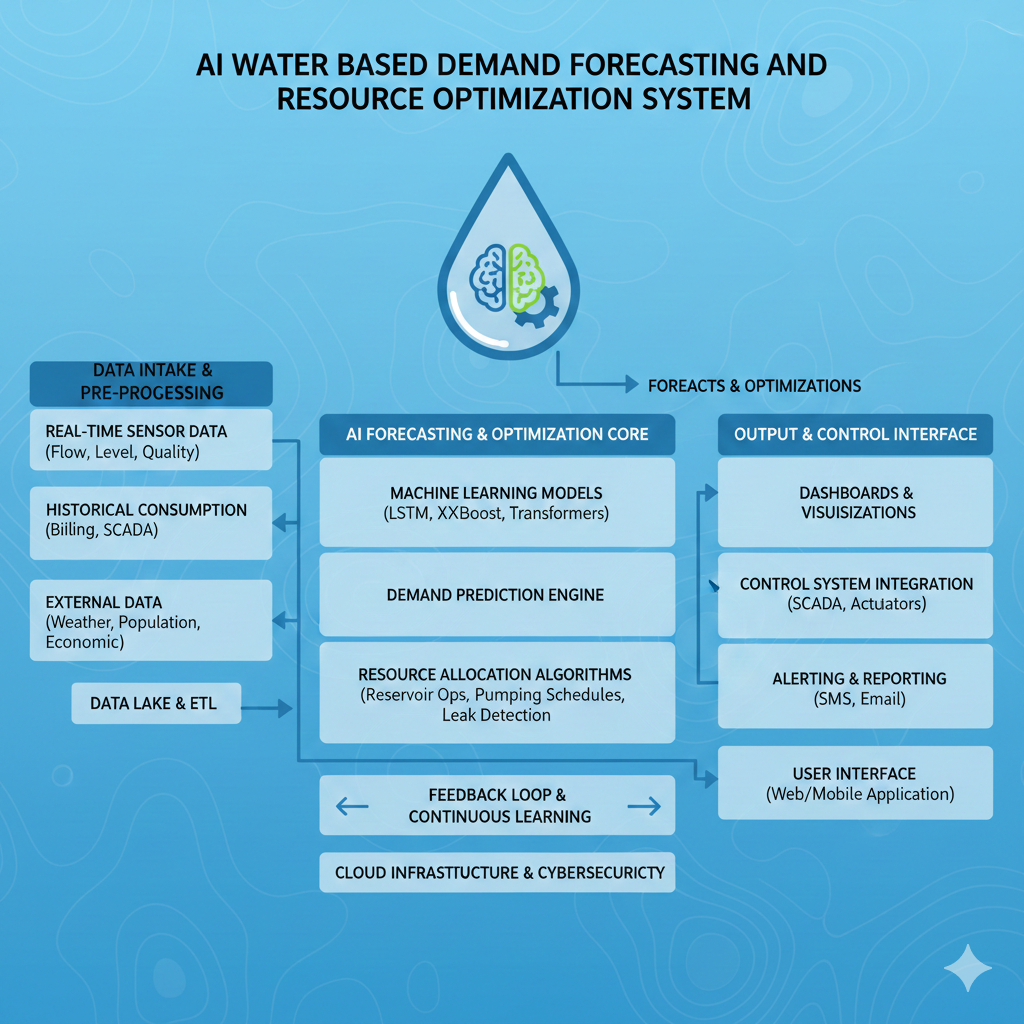 AI WATER BASED DEMAND FORECASTING AND
RESOURCE OPTIMIZATION SYSTEM
FOREACTS & OPTIMIZATIONS
DATA INTAKE &
PRE-PROGESSING
REAL-TIME SENSOR DATA
(Flow, Level, Quality)
HISTORICAL CONSUMPTION
(Biiling, SCADA)
EXTERNAL DATA
(Weather, Population,
Economic)
DATA LAKE & ETL
AI FORECASTING & OPTIMIZATION CORE
MACHINE LEARNING MODELS
(LSTM, XXBoost, Transformers)
DEMAND PREDICTION ENGINE
RESOURCE ALLOCATION ALGORITHMS
(Reservoir Ops, Pumping Schedules,
Leak Detection
FEEDBACK LOOP &
CONTINUOUS LEARNING
CLOUD INFRASTTUCTURE & CYBERSECURICTY
OUTPUT & CONTROL INTERFACE
DASHBOARDS &
VISUISIZATIONS
CONTROL SYSTEM INTEGRATION
(SCADA, Actuators)
ALERTING & REPORTING
(SMS, Email)
USER INTERFACE
(Web/Mobile Application)